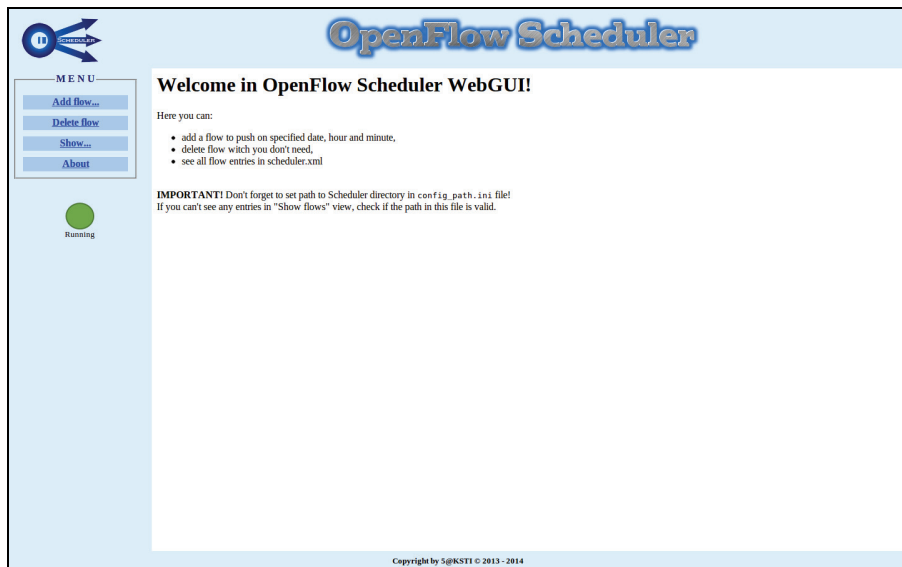 SCHEDULER
OpenFlow Scheduler
MENU
Add flow...
Delete flow
Show...
About
Running
Welcome in OpenFlow Scheduler WebGUI!
Here you can:
add a flow to push on specified date, hour and minute,
delete flow witch you don't need,
see all flow entries in scheduler.xml
IMPORTANT! Don't forget to set path to Scheduler directory in config_path.ini file!
If you can't see any entries in "Show flows" view, check if the path in this file is valid.
Copyright by 5@KSTI © 2013 - 2014